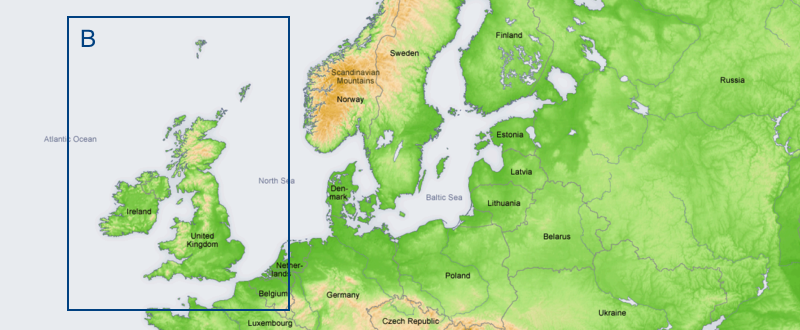 B
Finland
Sweden
Scandinavian
Mountains
Norway
Russia
Atlantic Ocean
Estonia
Latvia
North Sea
Den-
mark
Baltic Sea
Lithuania
Ireland
United
Kingdom
Belarus
Nether-
lands
Poland
Belgium
Germany
Ukraine
Luxembourg
Czech Republic